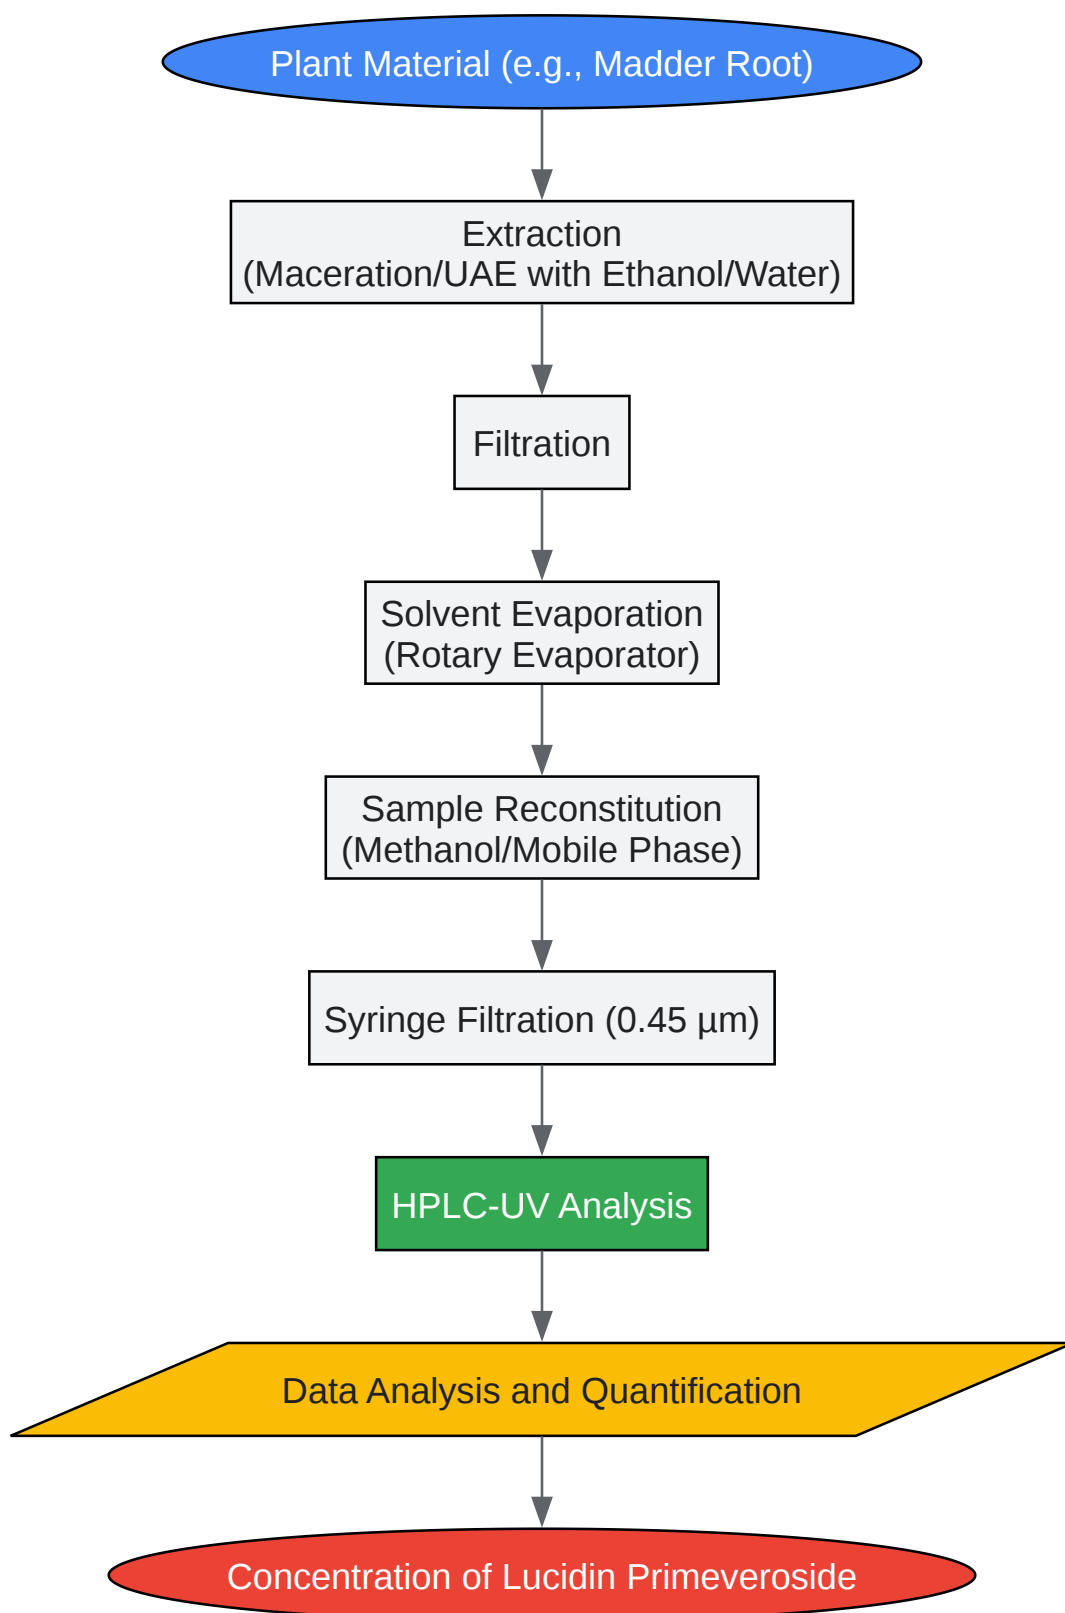 Plant Material (e.g., Madder Root)
Extraction
(Maceration/UAE with Ethanol/Water)
Filtration
Solvent Evaporation
(Rotary Evaporator)
Sample Reconstitution
(Methanol/Mobile Phase)
Syringe Filtration (0.45 µm)
HPLC-UV Analysis
Data Analysis and Quantification
Concentration of Lucidin Primeveroside